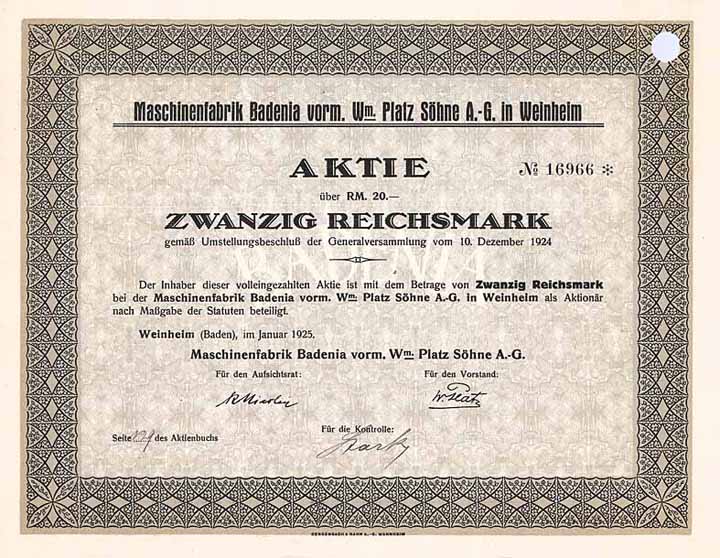 Maschinenfabrik Badenia vorm. Wm. Platz Söhne A.-G. in Weinheim
AKTIE
№ 16966 *
über RM. 20.—
ZWANZIG REICHSMARK
gemäß Umstellungsbeschluß der Generalversammlung vom 10. Dezember 1924
BADENIA
Der Inhaber dieser volleingezahlten Aktie ist mit dem Betrage von Zwanzig Reichsmark
bei der Maschinenfabrik Badenia vorm. Wm. Platz Söhne A.-G. in Weinheim als Aktionär
nach Maßgabe der Statuten beteiligt.
Weinheim (Baden), im Januar 1925.
Maschinenfabrik Badenia vorm. Wm. Platz Söhne A.-G.
Für den Aufsichtsrat:
Für den Vorstand:
W. Platz
Für die Kontrolle:
Seite des Aktienbuchs